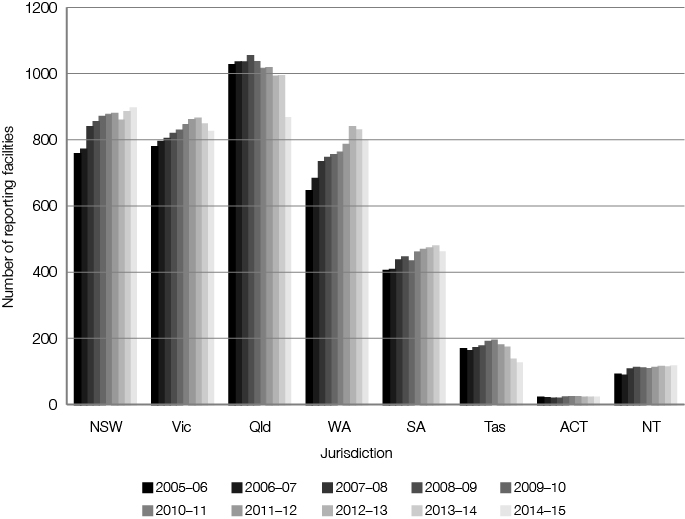 1200
1000
800
600
400
200
0
Number of reporting facilities
NSW Vic Qld WA SA Tas ACT NT
Jurisdiction
2005–06 2006–07 2007–08 2008–09 2009–10
2010–11 2011–12 2012–13 2013–14 2014–15